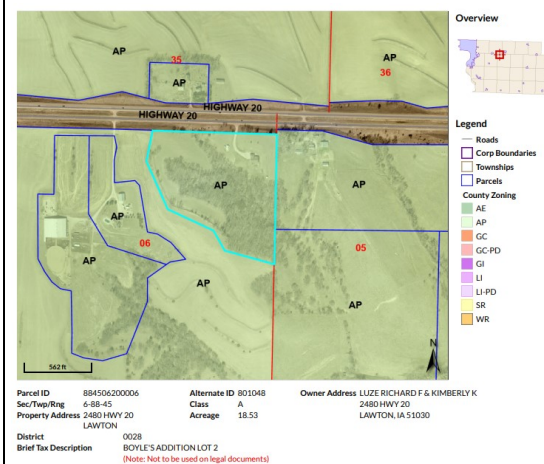 Overview
AP
35
AP
AP
36
HIGHWAY 20
HIGHWAY 20
AP
AP
AP
06
05
AP
AP
AP
562 ft
N
Legend
Roads
Corp Boundaries
Townships
Parcels
County Zoning
AE
AP
GC
GC-PD
GI
LI
LI-PD
SR
WR
Parcel ID 884506200006 Alternate ID 801048 Owner Address LUZE RICHARD F & KIMBERLY K
Sec/Twp/Rng 6-88-45 Class A 2480 HWY 20
Property Address 2480 HWY 20 Acreage 18.53 LAWTON, IA 51030
LAWTON
District 0028
Brief Tax Description BOYLE'S ADDITION LOT 2
(Note: Not to be used on legal documents)